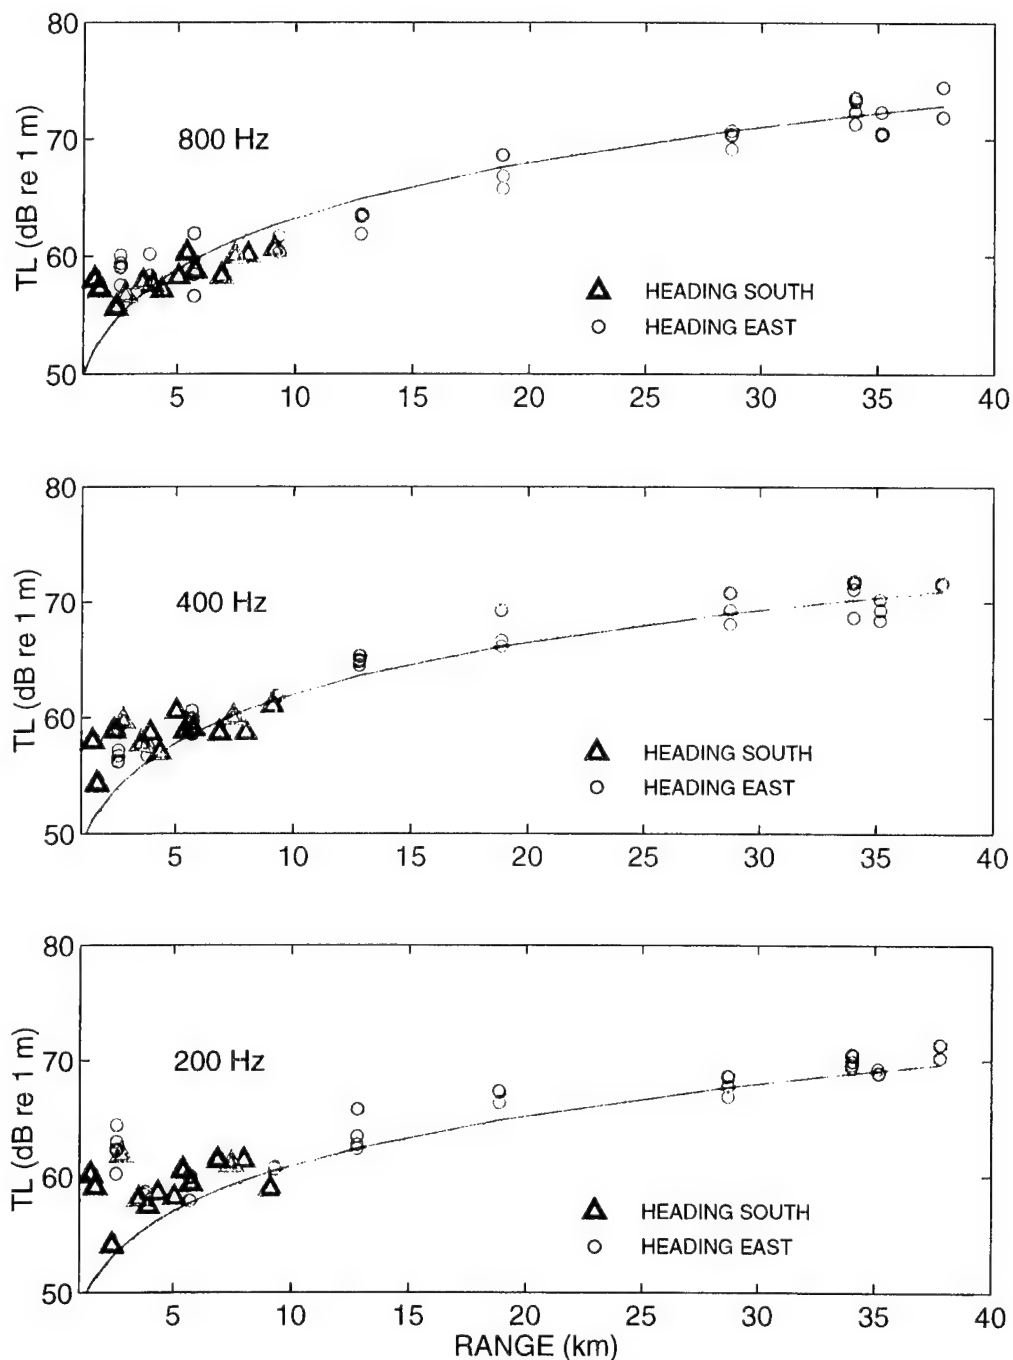 80
70
60
50
TL (dB re 1 m)
800 Hz
HEADING SOUTH
HEADING EAST
5 10 15 20 25 30 35 40
80
70
60
50
TL (dB re 1 m)
400 Hz
HEADING SOUTH
HEADING EAST
5 10 15 20 25 30 35 40
80
70
60
50
TL (dB re 1 m)
200 Hz
HEADING SOUTH
HEADING EAST
5 10 15 20 25 30 35 40
RANGE (km)